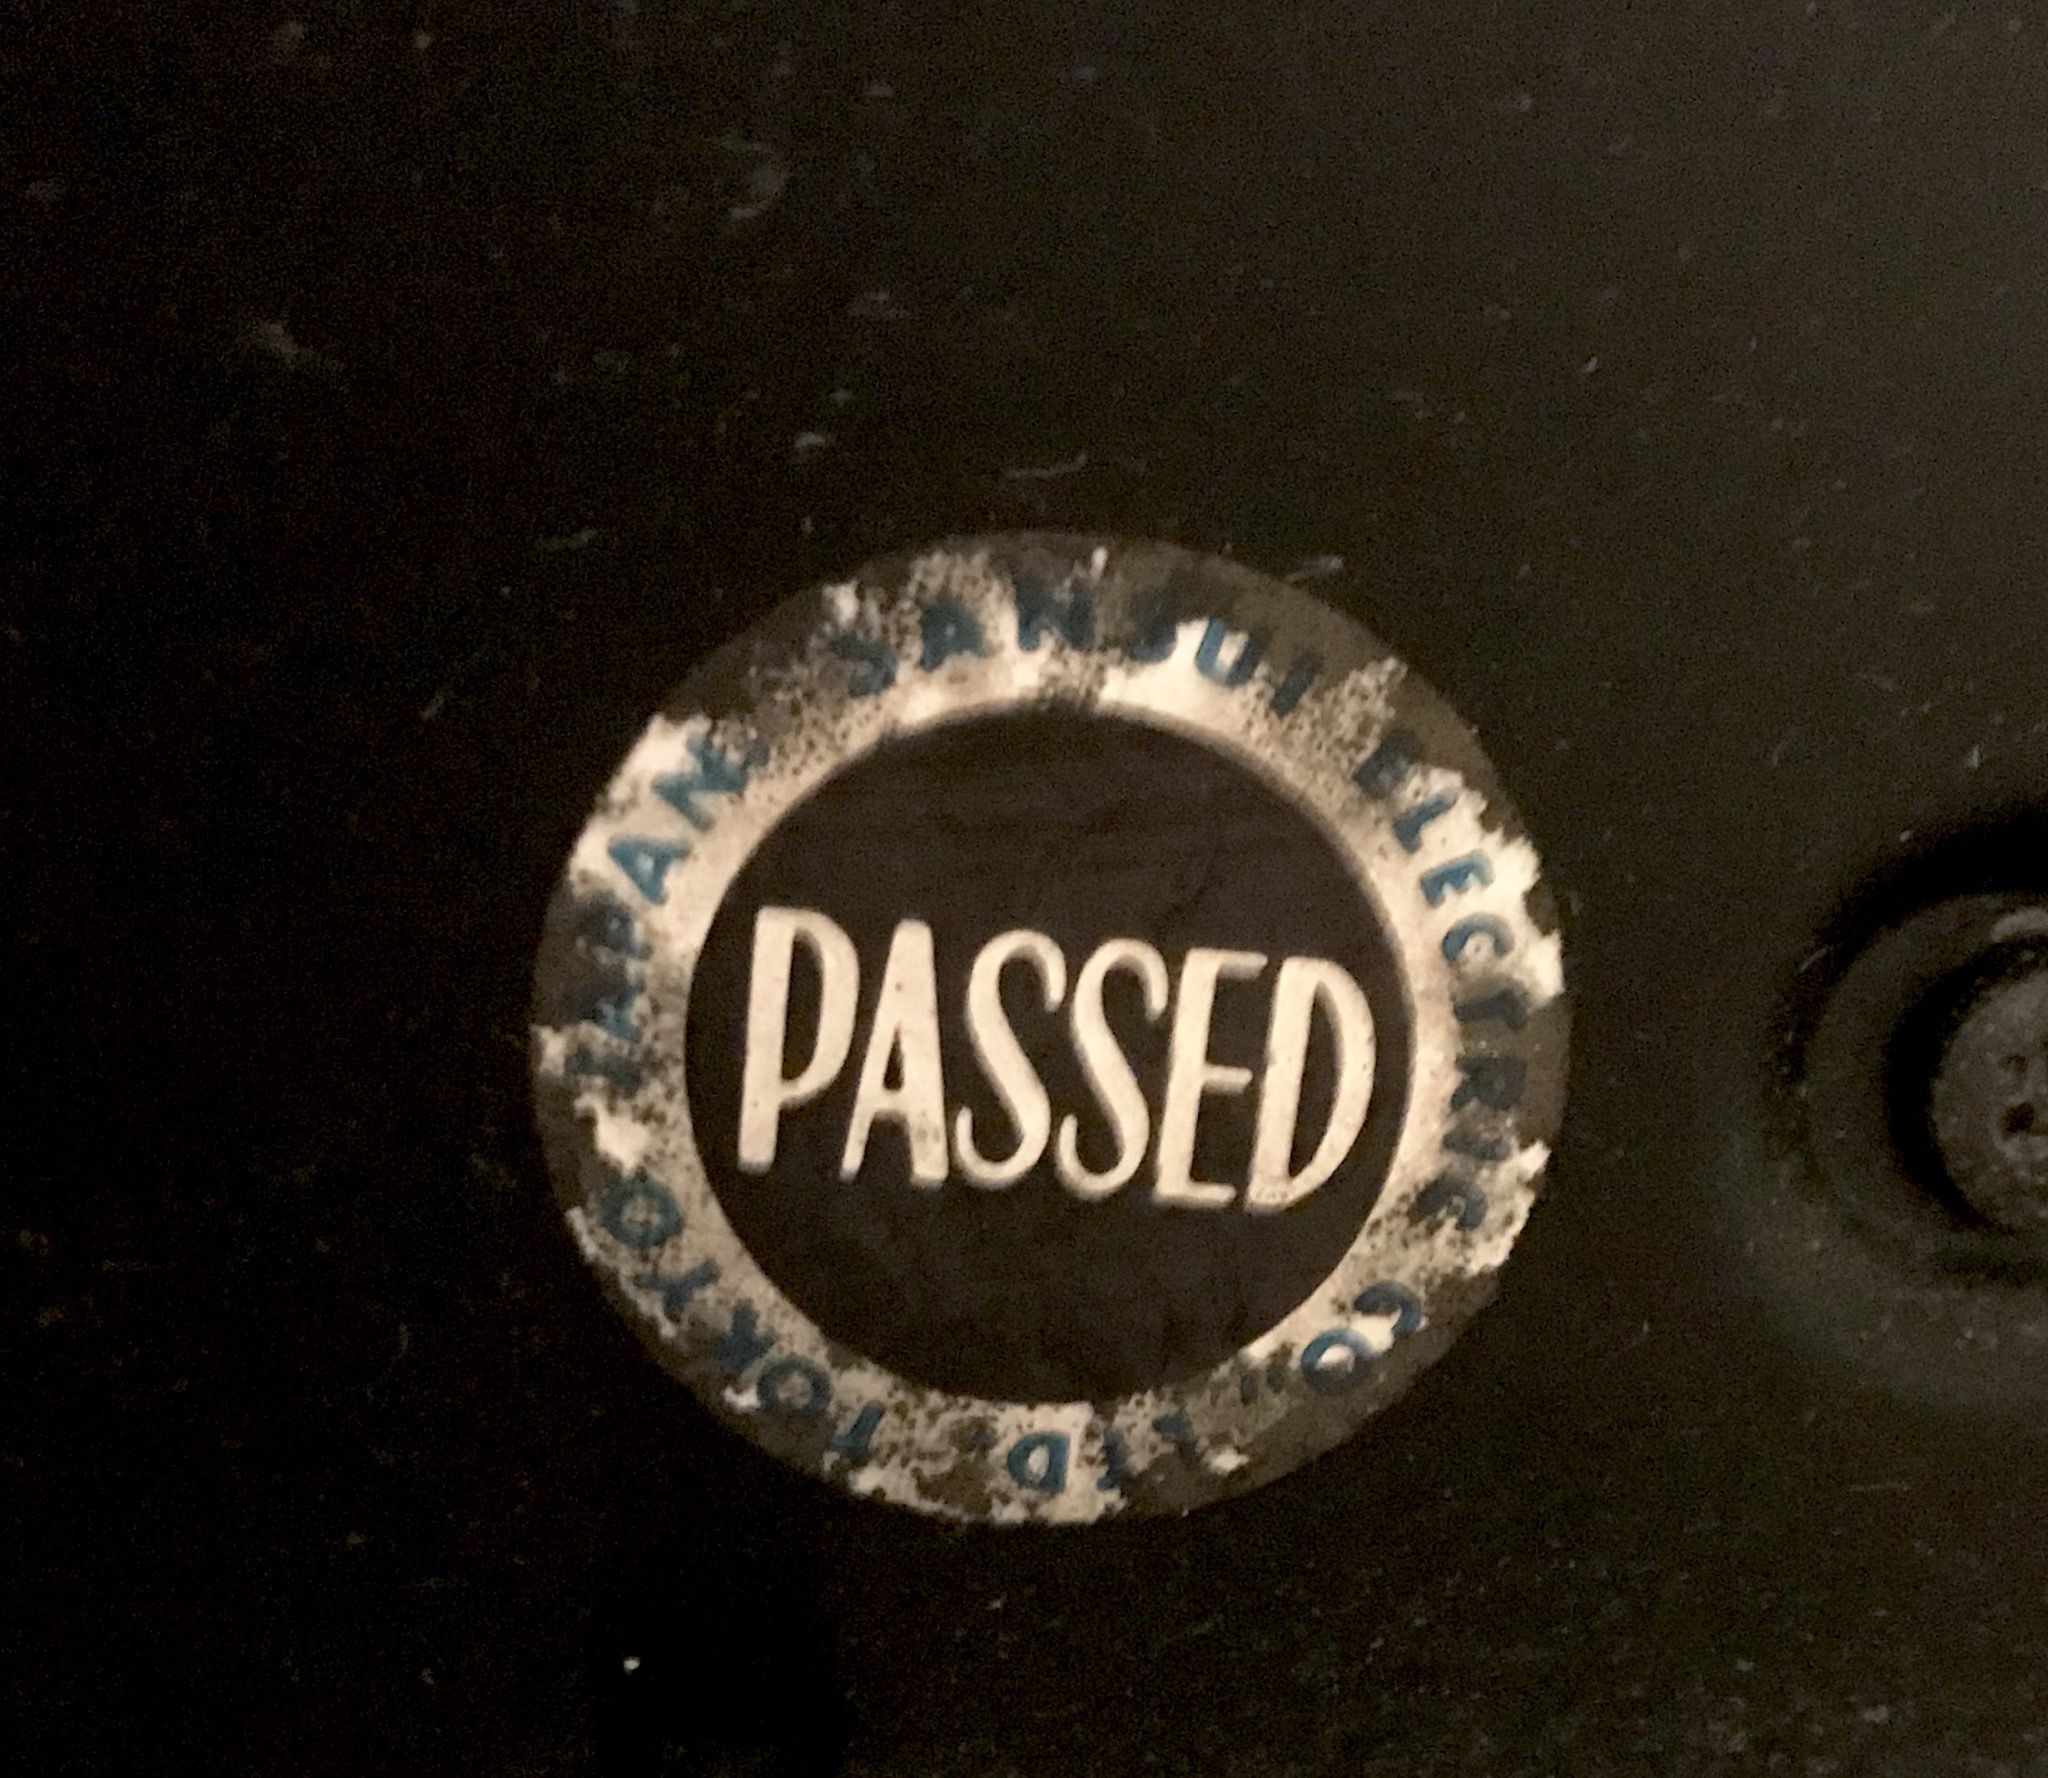 SANSUI ELECTRIC CO., LTD. TOKYO JAPAN.
PASSED